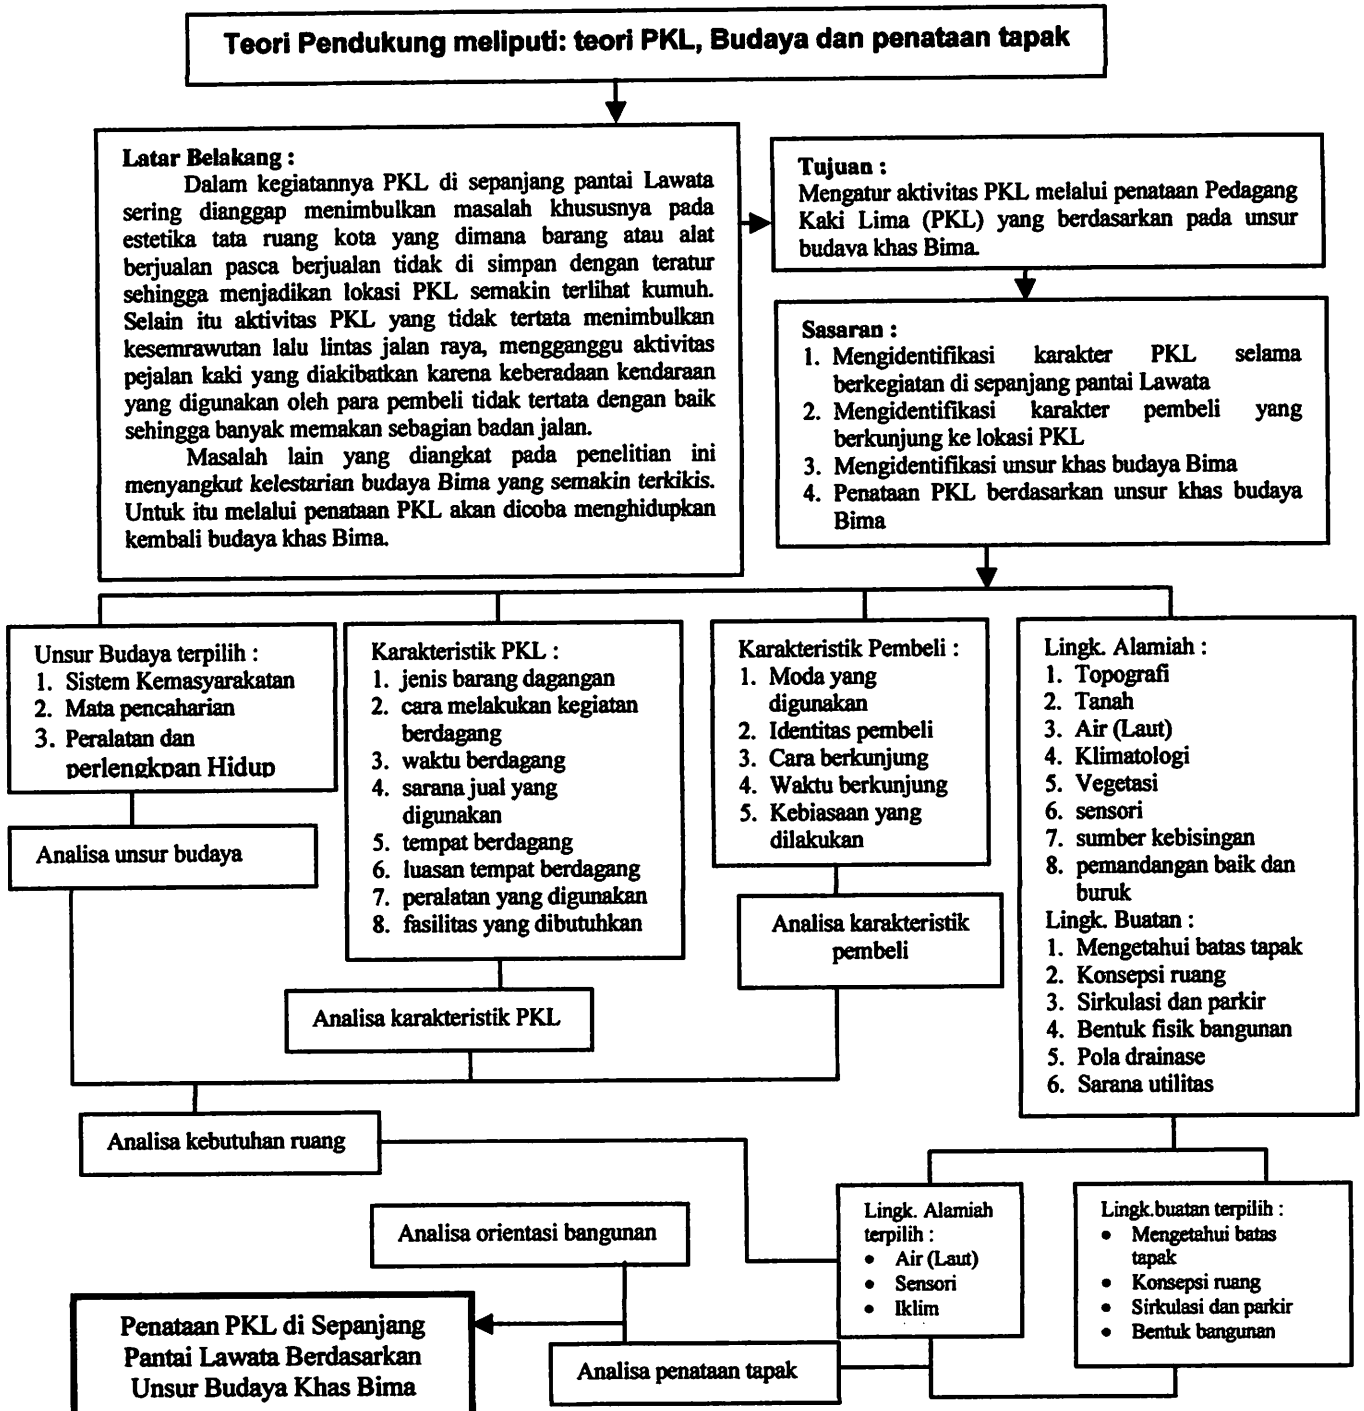 Teori Pendukung meliputi: teori PKL, Budaya dan penataan tapak
Latar Belakang :
Dalam kegiatannya PKL di sepanjang pantai Lawata
sering dianggap menimbulkan masalah khususnya pada
estetika tata ruang kota yang dimana barang atau alat
berjualan pasca berjualan tidak di simpan dengan teratur
sehingga menjadikan lokasi PKL semakin terlihat kumuh.
Selain itu aktivitas PKL yang tidak tertata menimbulkan
kesemrawutan lalu lintas jalan raya, mengganggu aktivitas
pejalan kaki yang diakibatkan karena keberadaan kendaraan
yang digunakan oleh para pembeli tidak tertata dengan baik
sehingga banyak memakan sebagian badan jalan.
Masalah lain yang diangkat pada penelitian ini
menyangkut kelestarian budaya Bima yang semakin terkikis.
Untuk itu melalui penataan PKL akan dicoba menghidupkan
kembali budaya khas Bima.
Tujuan :
Mengatur aktivitas PKL melalui penataan Pedagang
Kaki Lima (PKL) yang berdasarkan pada unsur
budaya khas Bima.
Sasaran :
1. Mengidentifikasi karakter PKL selama
berkegiatan di sepanjang pantai Lawata
2. Mengidentifikasi karakter pembeli yang
berkunjung ke lokasi PKL
3. Mengidentifikasi unsur khas budaya Bima
4. Penataan PKL berdasarkan unsur khas budaya
Bima
Unsur Budaya terpilih :
1. Sistem Kemasyarakatan
2. Mata pencaharian
3. Peralatan dan
perlengkpan Hidup
Analisa unsur budaya
Karakteristik PKL :
1. jenis barang dagangan
2. cara melakukan kegiatan
berdagang
3. waktu berdagang
4. sarana jual yang
digunakan
5. tempat berdagang
6. luasan tempat berdagang
7. peralatan yang digunakan
8. fasilitas yang dibutuhkan
Analisa karakteristik PKL
Karakteristik Pembeli :
1. Moda yang
digunakan
2. Identitas pembeli
3. Cara berkunjung
4. Waktu berkunjung
5. Kebiasaan yang
dilakukan
Analisa karakteristik
pembeli
Lingk. Alamiah :
1. Topografi
2. Tanah
3. Air (Laut)
4. Klimatologi
5. Vegetasi
6. sensori
7. sumber kebisingan
8. pemandangan baik dan
buruk
Lingk. Buatan :
1. Mengetahui batas tapak
2. Konsepsi ruang
3. Sirkulasi dan parkir
4. Bentuk fisik bangunan
5. Pola drainase
6. Sarana utilitas
Analisa kebutuhan ruang
Analisa orientasi bangunan
Lingk. Alamiah
terpilih :
• Air (Laut)
• Sensori
• Iklim
Lingk.buatan terpilih :
• Mengetahui batas
tapak
• Konsepsi ruang
• Sirkulasi dan parkir
• Bentuk bangunan
Analisa penataan tapak
Penataan PKL di Sepanjang
Pantai Lawata Berdasarkan
Unsur Budaya Khas Bima